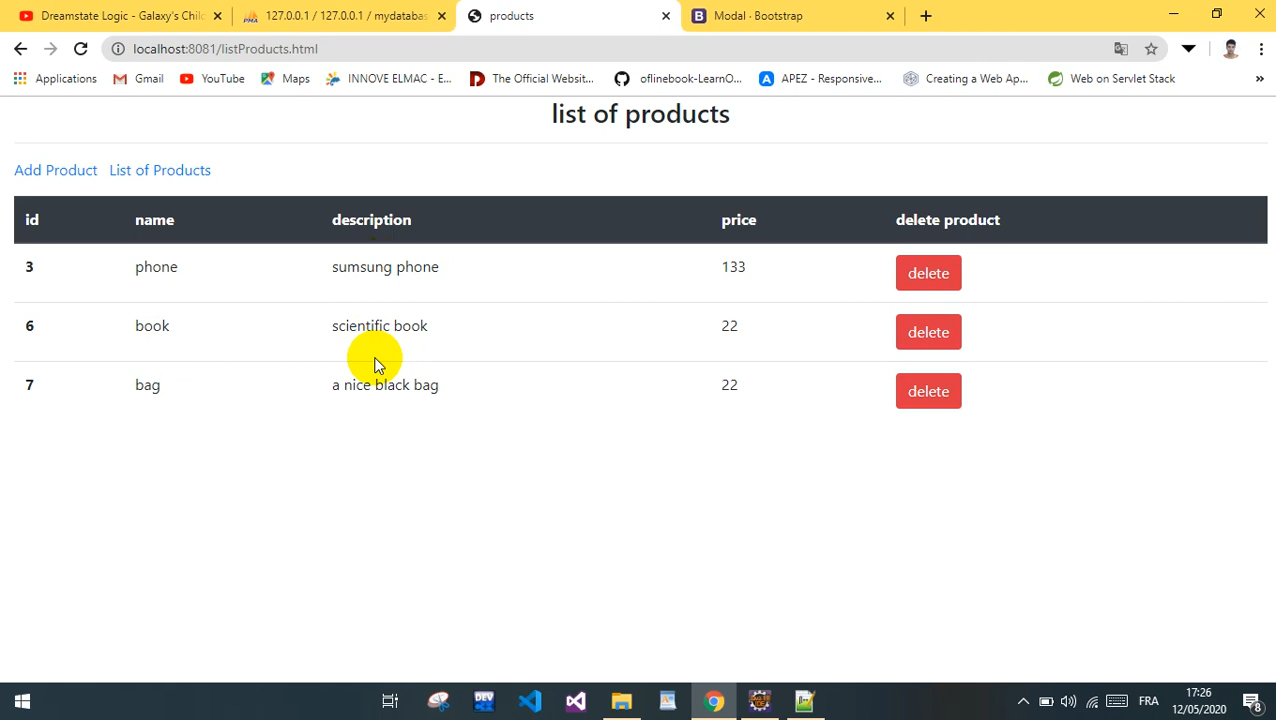 Dreamstate Logic - Galaxy's Chil
127.0.0.1 / 127.0.0.1 / mydatabas
products
Modal · Bootstrap
localhost:8081/listProducts.html
Applications
Gmail
YouTube
Maps
INNOVE ELMAC - E...
The Official Websit...
oflinebook-LearnO...
APEZ - Responsive...
Creating a Web Ap...
Web on Servlet Stack
»
list of products
Add Product List of Products
id name description price delete product
3 phone sumsung phone 133 delete
6 book scientific book 22 delete
7 bag a nice black bag 22 delete
FRA
17:26
12/05/2020
8